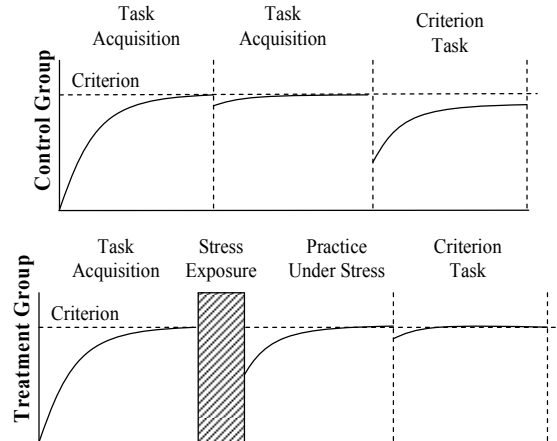 Task
Acquisition
Task
Acquisition
Criterion
Task
Criterion
Control Group
Task
Acquisition
Stress
Exposure
Practice
Under Stress
Criterion
Task
Criterion
Treatment Group